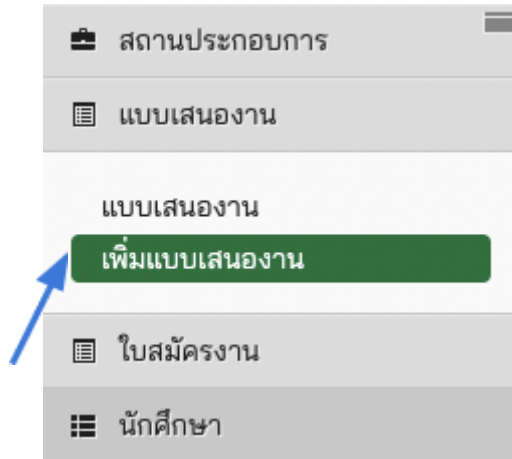 สถานประกอบการ
แบบเสนองาน
แบบเสนองาน
เพิ่มแบบเสนองาน
ใบสมัครงาน
นักศึกษา